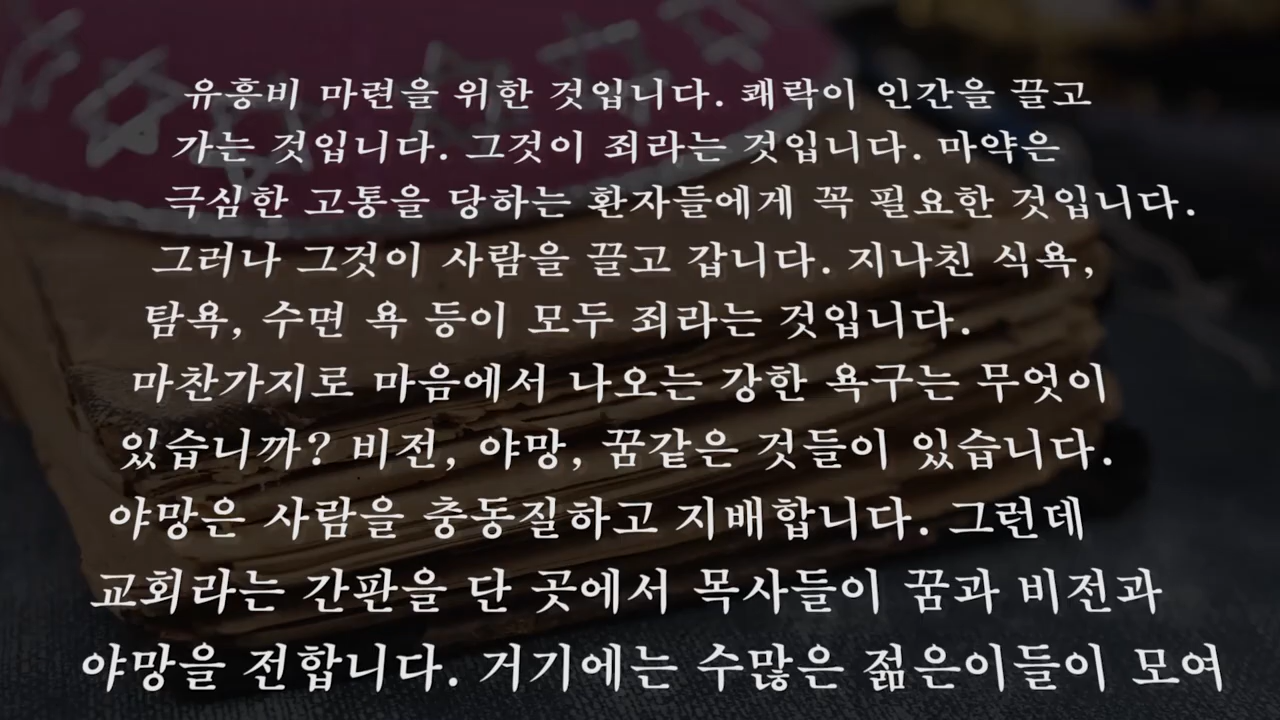 유흥비 마련을 위한 것입니다. 쾌락이 인간을 끌고
가는 것입니다. 그것이 죄라는 것입니다. 마약은
극심한 고통을 당하는 환자들에게 꼭 필요한 것입니다.
그러나 그것이 사람을 끌고 갑니다. 지나친 식욕,
탐욕, 수면 욕 등이 모두 죄라는 것입니다.
마찬가지로 마음에서 나오는 강한 욕구는 무엇이
있습니까? 비전, 야망, 꿈같은 것들이 있습니다.
야망은 사람을 충동질하고 지배합니다. 그런데
교회라는 간판을 단 곳에서 목사들이 꿈과 비전과
야망을 전합니다. 거기에는 수많은 젊은이들이 모여